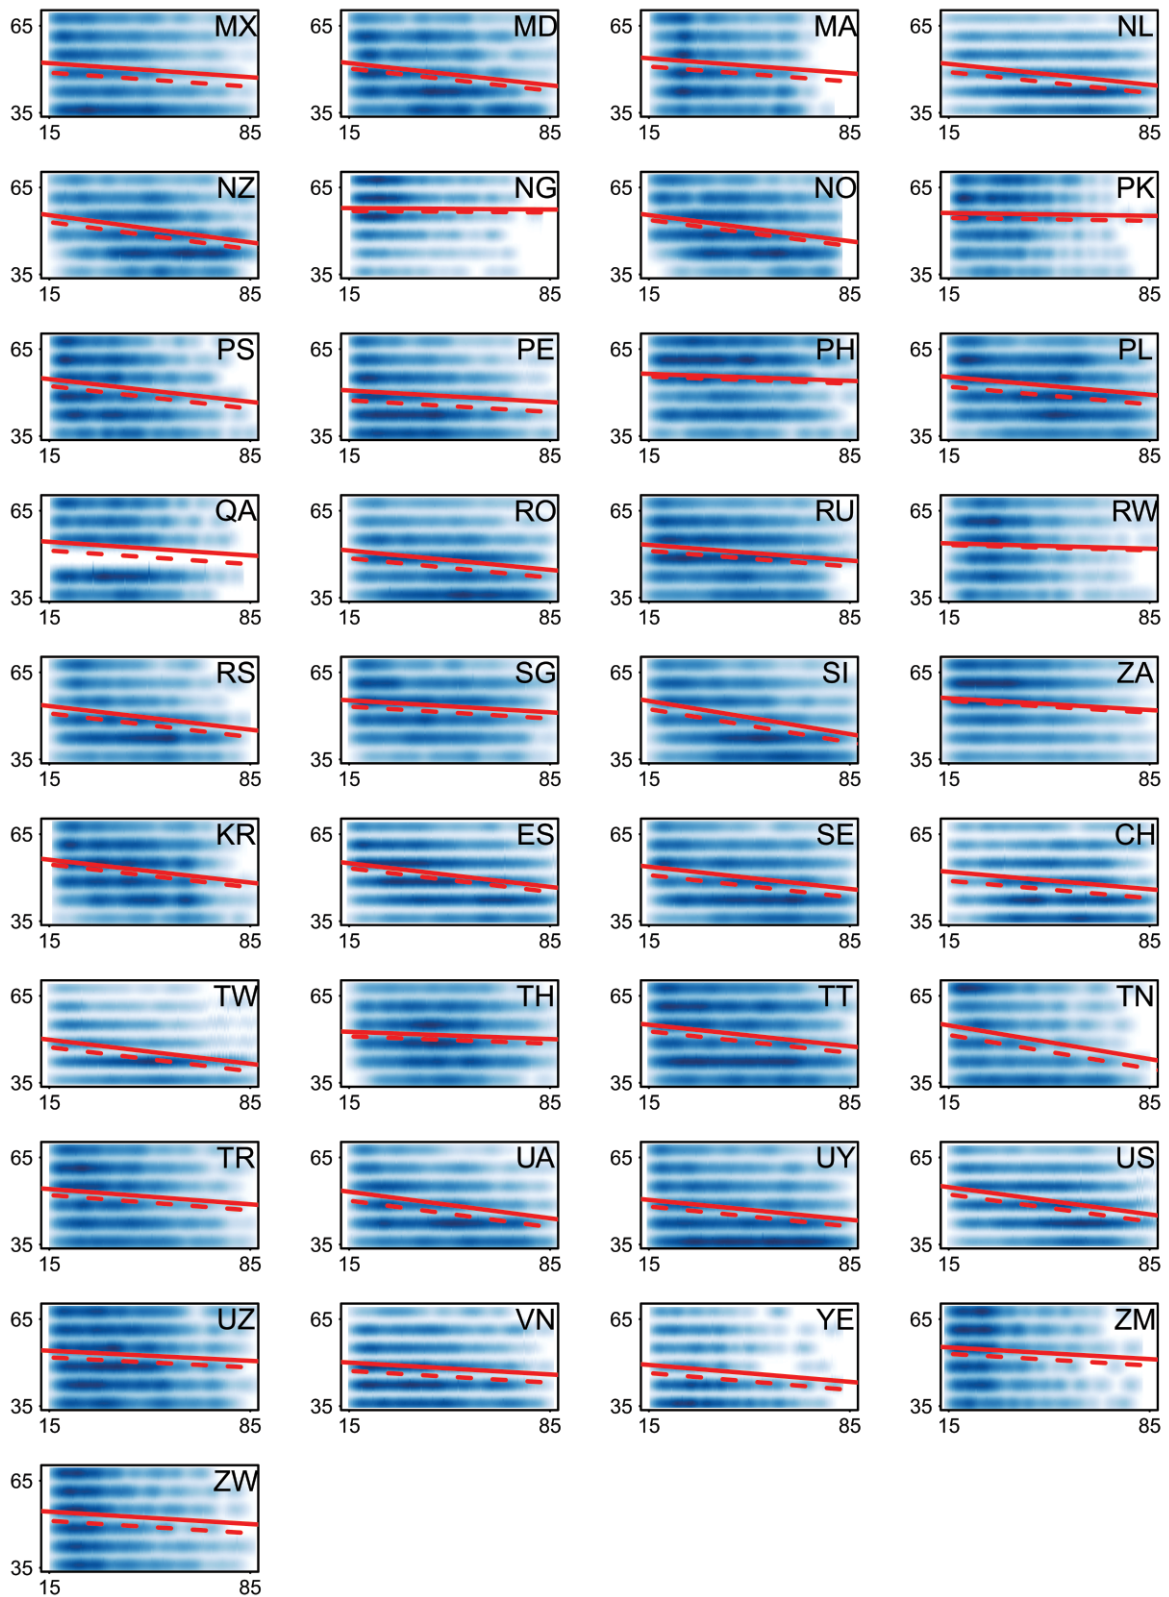 65 MX 65 MD 65 MA 65 NL
35 35 35 35
15 85 15 85 15 85 15 85
65 NZ 65 NG 65 NO 65 PK
35 35 35 35
15 85 15 85 15 85 15 85
65 PS 65 PE 65 PH 65 PL
35 35 35 35
15 85 15 85 15 85 15 85
65 QA 65 RO 65 RU 65 RW
35 35 35 35
15 85 15 85 15 85 15 85
65 RS 65 SG 65 SI 65 ZA
35 35 35 35
15 85 15 85 15 85 15 85
65 KR 65 ES 65 SE 65 CH
35 35 35 35
15 85 15 85 15 85 15 85
65 TW 65 TH 65 TT 65 TN
35 35 35 35
15 85 15 85 15 85 15 85
65 TR 65 UA 65 UY 65 US
35 35 35 35
15 85 15 85 15 85 15 85
65 UZ 65 VN 65 YE 65 ZM
35 35 35 35
15 85 15 85 15 85 15 85
65 ZW
35
15 85